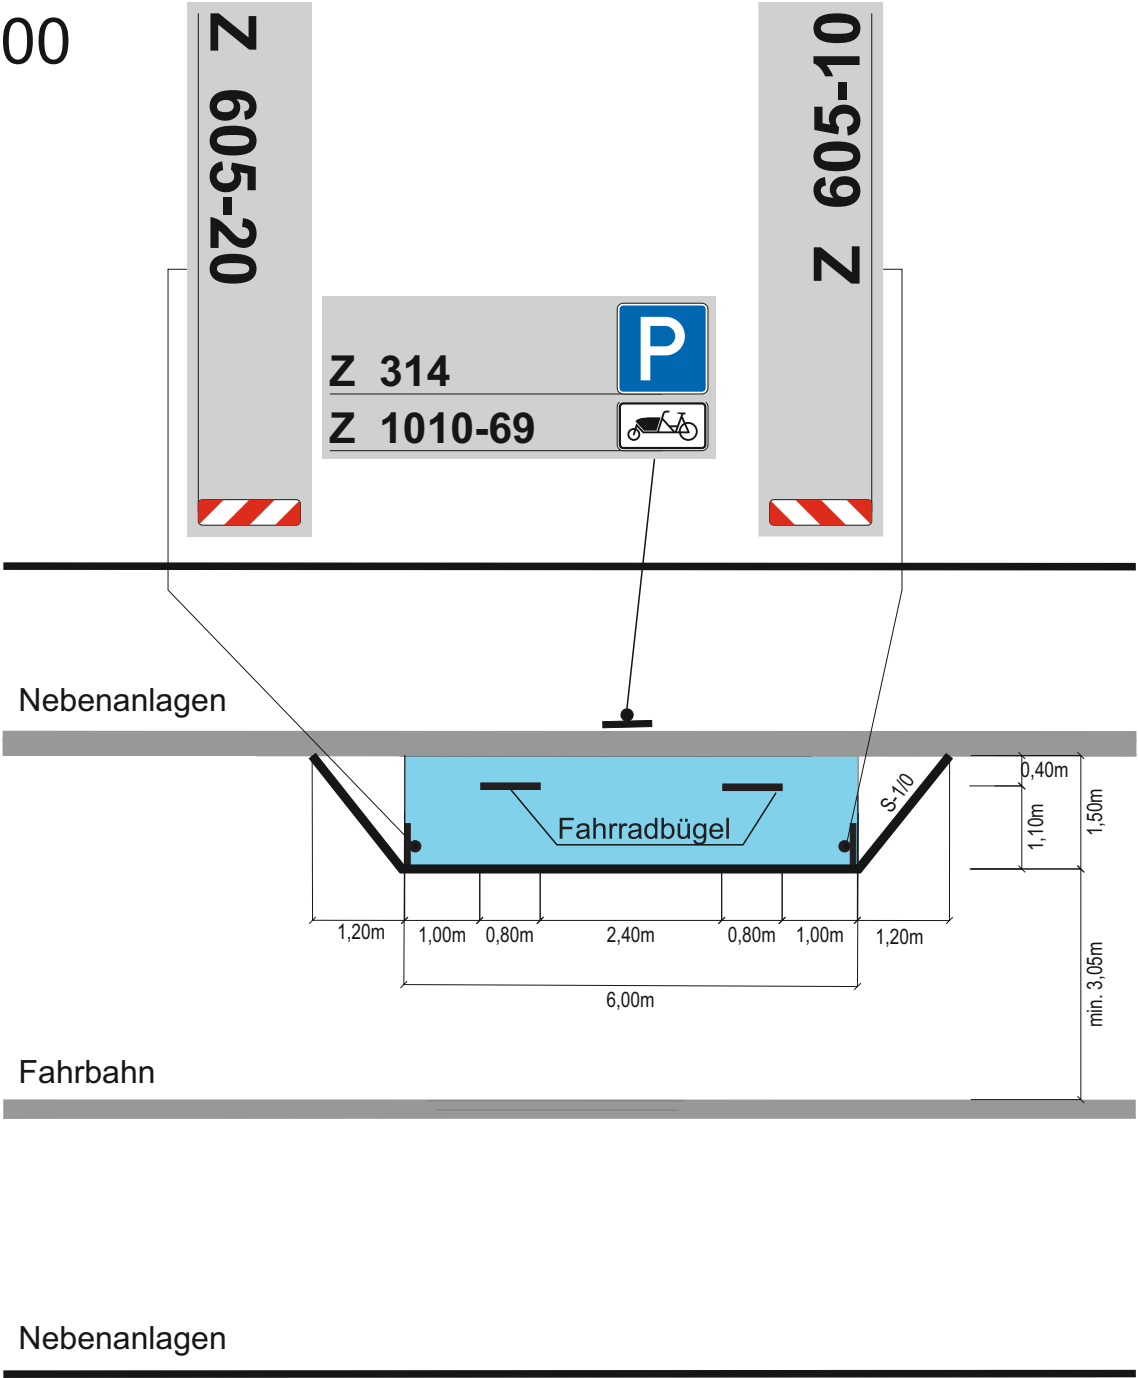 00
Z 605-20
Z 605-10
P
Z 314
Z 1010-69
Nebenanlagen
0,40m
S-1/0
1,10m
1,50m
Fahrradbügel
1,20m
1,00m
0,80m
2,40m
0,80m
1,00m
1,20m
6,00m
min. 3,05m
Fahrbahn
Nebenanlagen